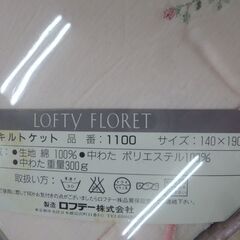 LOFTY FLORET
キルトケット 品番：1100 サイズ：140×190
●生地 綿 100% ●中わた ポリエステル100%
●中わた重量300g
取扱い方：
製造 ロフテー株式